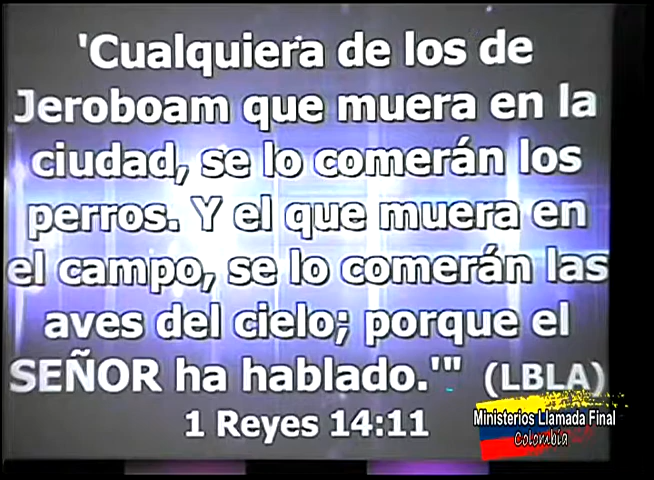 'Cualquiera de los de
Jeroboam que muera en la
ciudad, se lo comerán los
perros. Y el que muera en
el campo, se lo comerán las
aves del cielo; porque el
SEÑOR ha hablado.'" (LBLA)
1 Reyes 14:11
Ministerios Llamada Final
Colombia